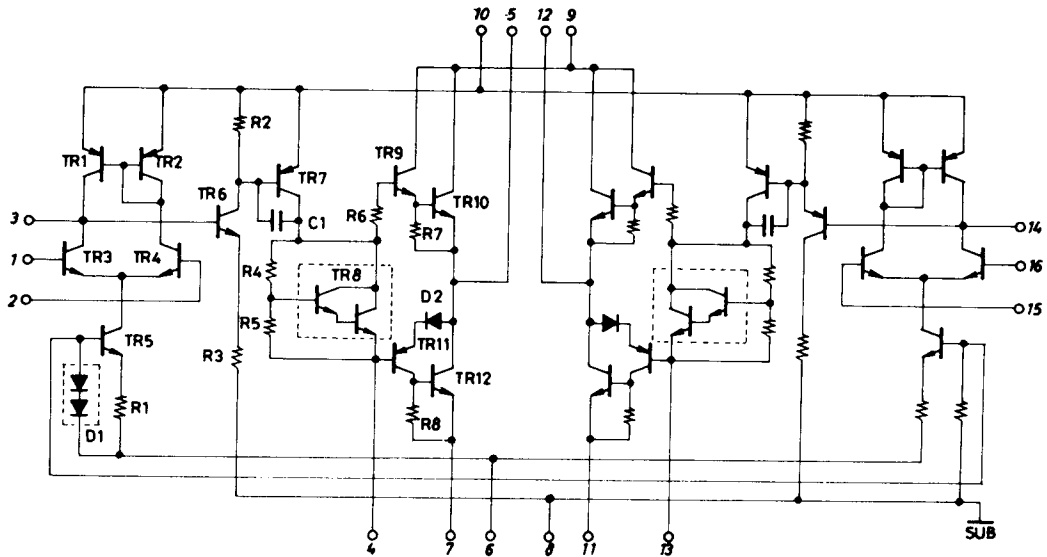 10 5 12 9
R2
TR1 TR2 TR9
TR7
TR6
TR10
3 R6 C1 R7 14
1 TR3 TR4 16
R4 TR8
2 D2 15
R5
TR5 TR11
R3
TR12
R1
R8
D1
SUB
4 7 6 8 11 13